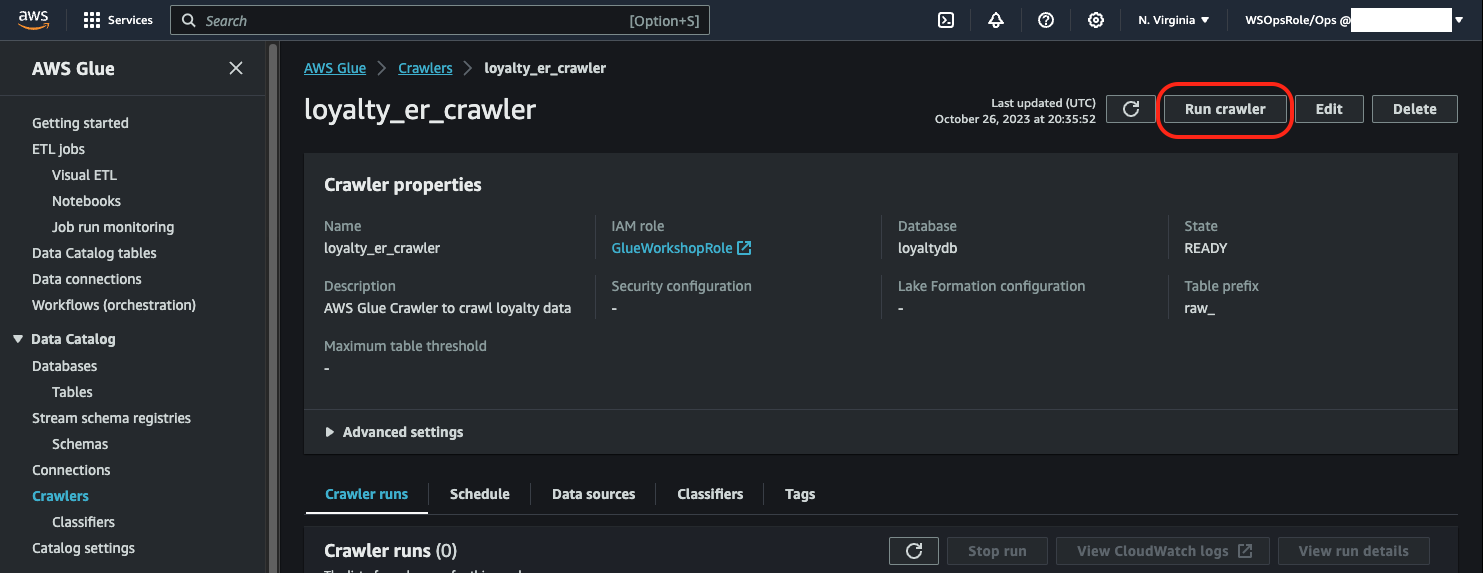 aws
Services
Search [Option+S]
N. Virginia
WSOpsRole/Ops @
AWS Glue
Getting started
ETL jobs
Visual ETL
Notebooks
Job run monitoring
Data Catalog tables
Data connections
Workflows (orchestration)
Data Catalog
Databases
Tables
Stream schema registries
Schemas
Connections
Crawlers
Classifiers
Catalog settings
AWS Glue > Crawlers > loyalty_er_crawler
loyalty_er_crawler
Last updated (UTC)
October 26, 2023 at 20:35:52
Run crawler
Edit
Delete
Crawler properties
Name
loyalty_er_crawler
IAM role
GlueWorkshopRole
Database
loyaltydb
State
READY
Description
AWS Glue Crawler to crawl loyalty data
Security configuration
-
Lake Formation configuration
-
Table prefix
raw_
Maximum table threshold
-
Advanced settings
Crawler runs
Schedule
Data sources
Classifiers
Tags
Crawler runs (0)
Stop run
View CloudWatch logs
View run details